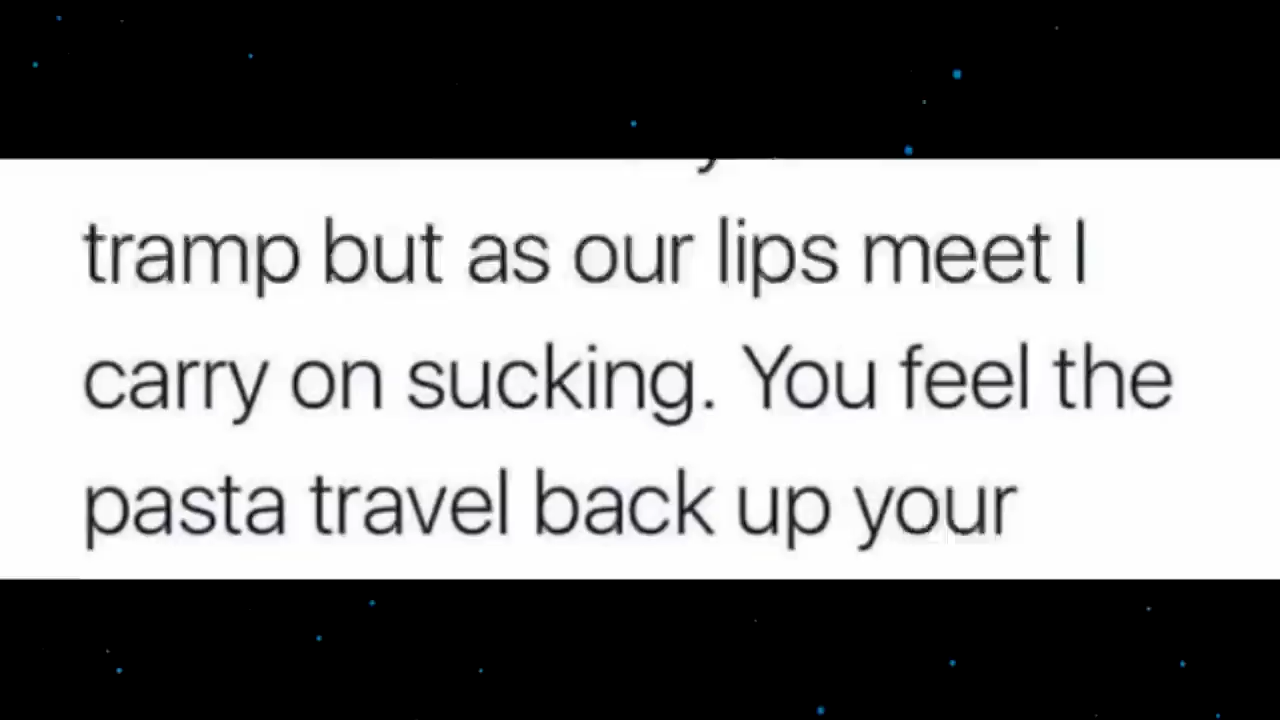 tramp but as our lips meet I
carry on sucking. You feel the
pasta travel back up your